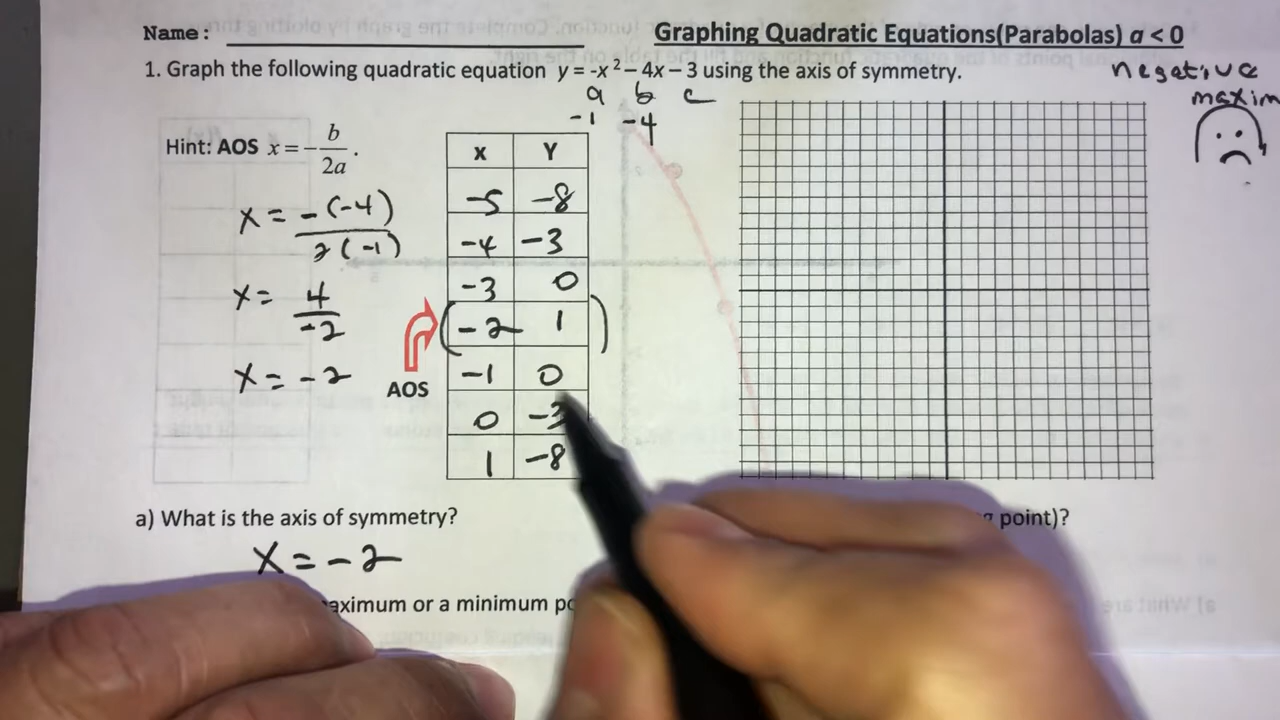 Name: Graphing Quadratic Equations(Parabolas) a < 0
1. Graph the following quadratic equation y = -x² – 4x – 3 using the axis of symmetry.
negative
maxim
a b c
-1 -4
Hint: AOS x = - b/2a .
x = -(-4)/2(-1)
x = 4/-2
x = -2
AOS
X Y
-5 -8
-4 -3
-3 0
(-2 1)
-1 0
0 -3
1 -8
a) What is the axis of symmetry?
x = -2
point)?
aximum or a minimum po